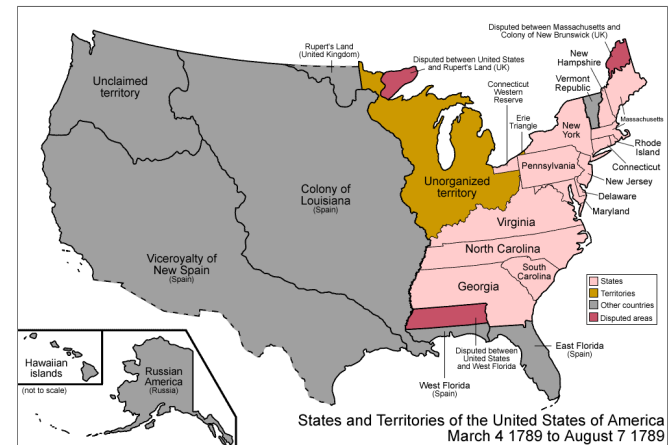 Disputed between Massachusetts and
Colony of New Brunswick (UK)
Rupert's Land
(United Kingdom)
Disputed between United States
and Rupert's Land (UK)
New
Hampshire
Vermont
Republic
Unclaimed
territory
Connecticut
Western
Reserve
Erie
Triangle
New
York
Massachusetts
Rhode
Island
Connecticut
Pennsylvania
New Jersey
Delaware
Maryland
Unorganized
territory
Colony of
Louisiana
(Spain)
Virginia
North Carolina
South
Carolina
Georgia
Viceroyalty of
New Spain
(Spain)
States
Territories
Other countries
Disputed areas
East Florida
(Spain)
Disputed between
United States
and West Florida
West Florida
(Spain)
Hawaiian
islands
(not to scale)
Russian
America
(Russia)
States and Territories of the United States of America
March 4 1789 to August 7 1789